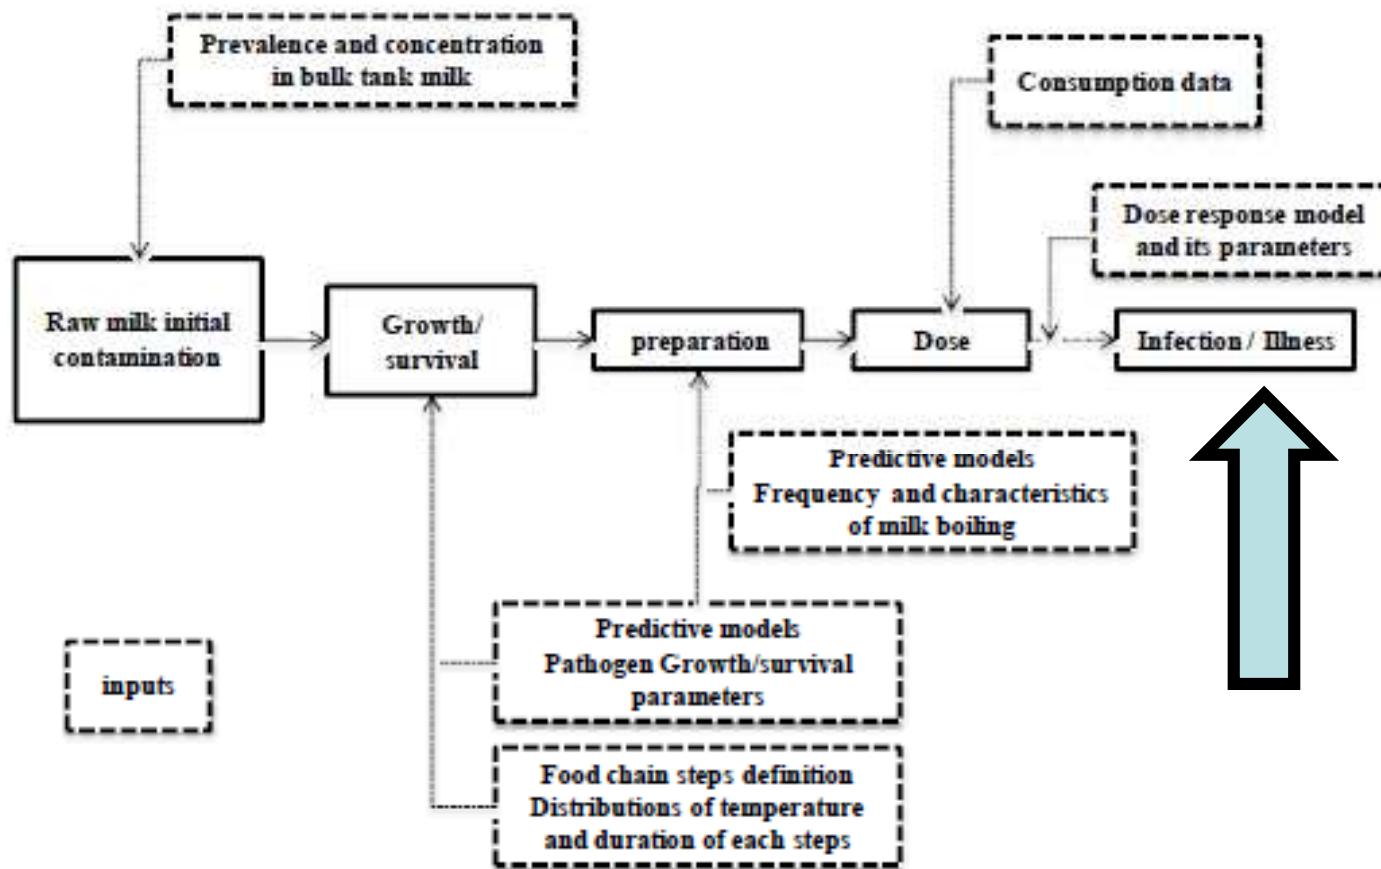 Prevalence and concentration
in bulk tank milk
Consumption data
Dose response model
and its parameters
Raw milk initial
contamination
Growth/
survival
preparation
Dose
Infection / Illness
Predictive models
Frequency and characteristics
of milk boiling
Predictive models
Pathogen Growth/survival
parameters
inputs
Food chain steps definition
Distributions of temperature
and duration of each steps